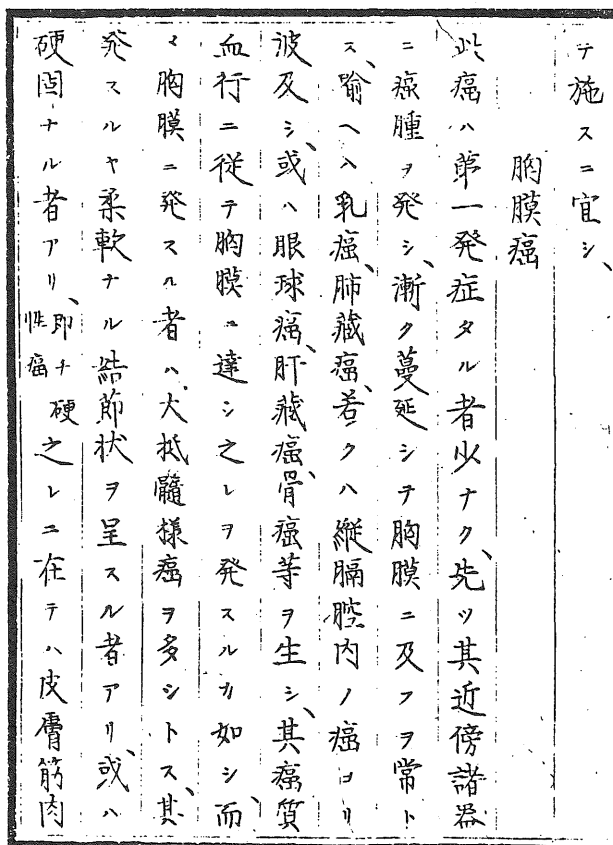 テ施スニ宜シ、
胸膜癌
此癌ハ第一発症タル者少ナク、先ツ其近傍諸器
ニ癌腫ヲ発シ、漸ク蔓延シテ胸膜ニ及フヲ常ト
ス、喻ヘハ乳癌、肺藏癌、若クハ縦膈腔内ノ癌ヨリ
波及シ、或ハ眼球癌、肝藏癌、骨癌等ヲ生シ、其癌質
血行ニ従テ胸膜ニ達シ之レヲ発スルカ如シ、而
〆胸膜ニ発スル者ハ、大抵髓様癌ヲ多シトス、其
発スルヤ柔軟ナル結節状ヲ呈スル者アリ、或ハ
硬固ナル者アリ、即チ硬性癌之レニ在テハ皮膚筋肉